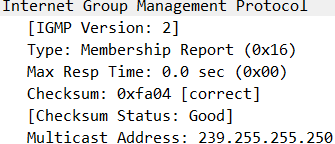 Internet Group Management Protocol
[IGMP Version: 2]
Type: Membership Report (0x16)
Max Resp Time: 0.0 sec (0x00)
Checksum: 0xfa04 [correct]
[Checksum Status: Good]
Multicast Address: 239.255.255.250